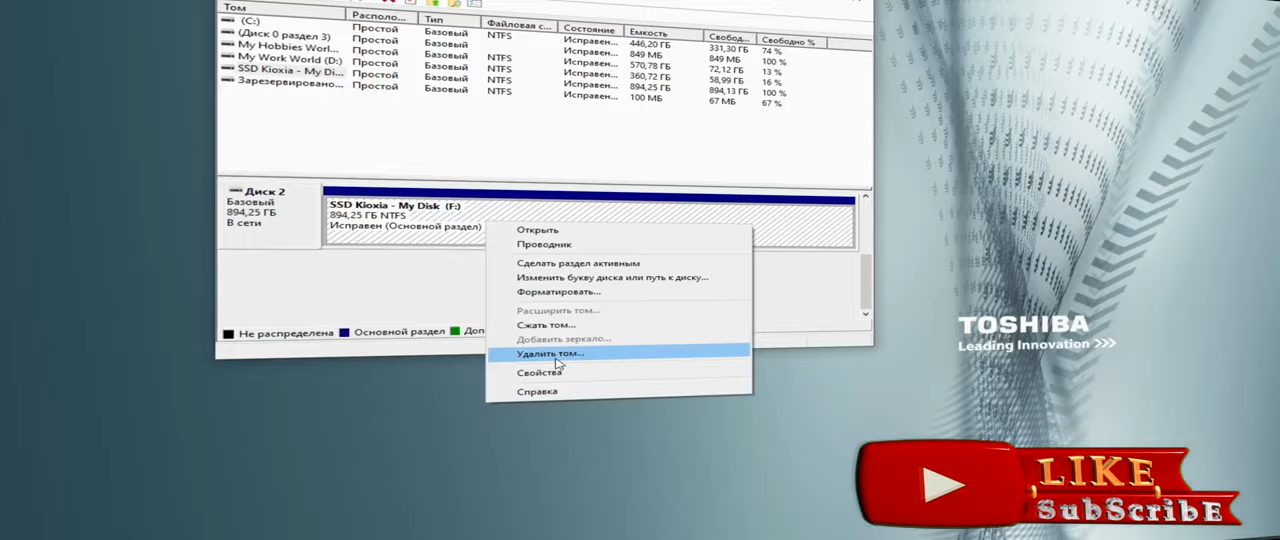 Том Располо... Тип Файловая с... Состояние Емкость Свобод... Свободно %
(C:) Простой Базовый NTFS Исправен... 446,20 ГБ 331,30 ГБ 74 %
(Диск 0 раздел 3) Простой Базовый Исправен... 849 МБ 849 МБ 100 %
My Hobbies Worl... Простой Базовый NTFS Исправен... 570,78 ГБ 72,12 ГБ 13 %
My Work World (D:) Простой Базовый NTFS Исправен... 360,72 ГБ 58,99 ГБ 16 %
SSD Kioxia - My Di... Простой Базовый NTFS Исправен... 894,25 ГБ 894,13 ГБ 100 %
Зарезервировано... Простой Базовый NTFS Исправен... 100 МБ 67 МБ 67 %
Диск 2
Базовый
894,25 ГБ
В сети
SSD Kioxia - My Disk (F:)
894,25 ГБ NTFS
Исправен (Основной раздел)
Открыть
Проводник
Сделать раздел активным
Изменить букву диска или путь к диску...
Форматировать...
Расширить том...
Сжать том...
Добавить зеркало...
Удалить том...
Свойства
Справка
Не распределена Основной раздел Доп
TOSHIBA
Leading Innovation >>>
LIKE
SubScribE